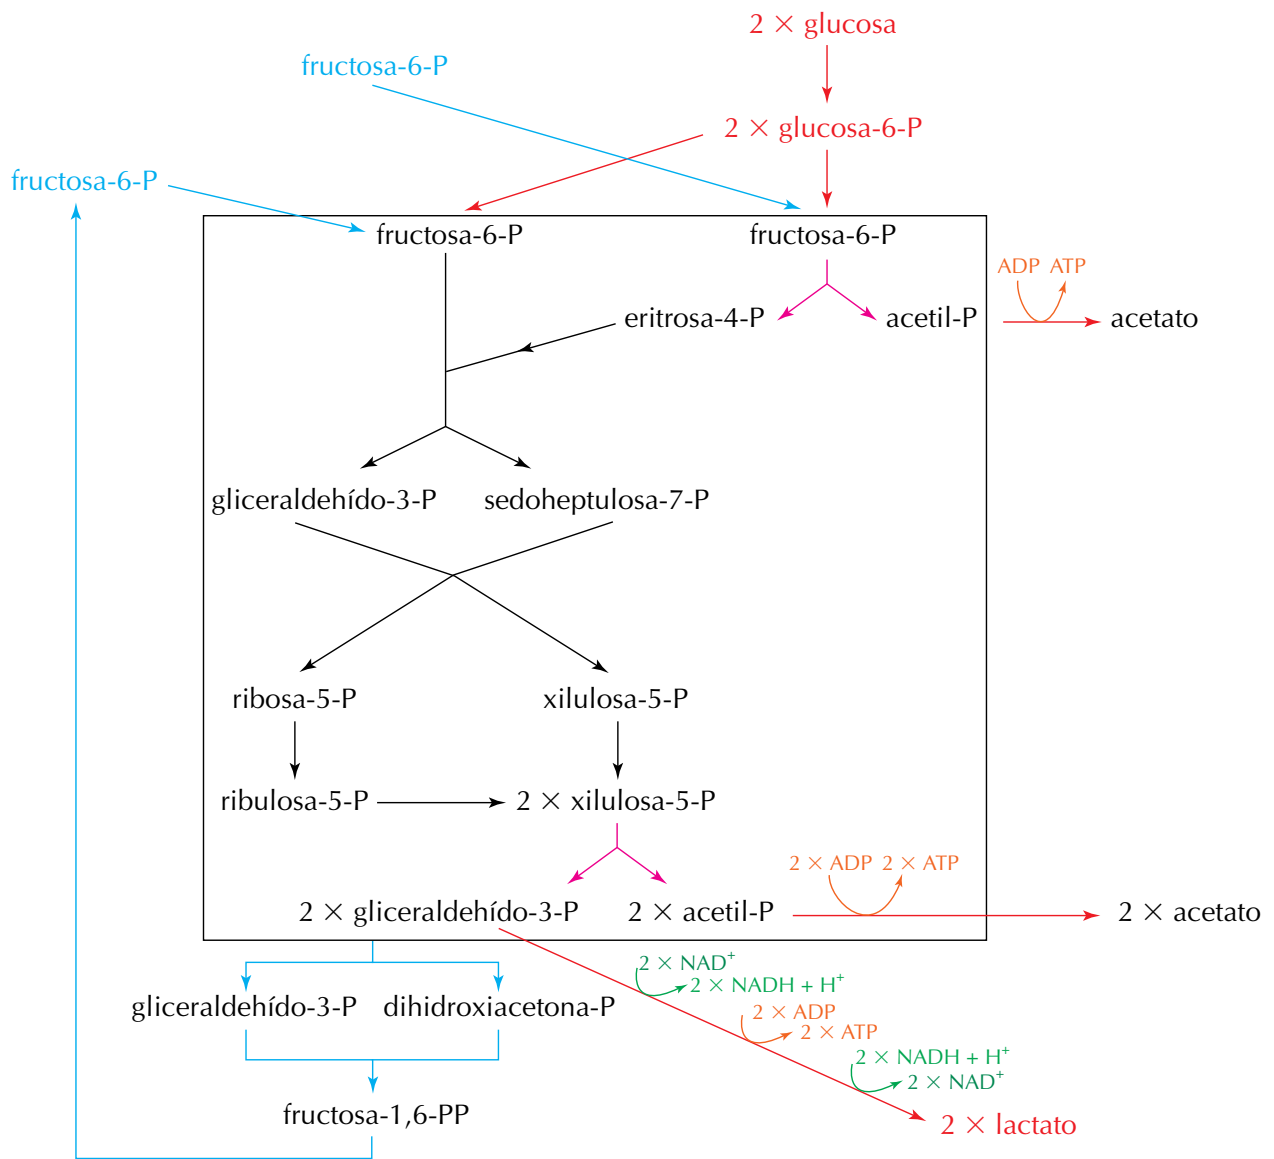 2 × glucosa
fructosa-6-P
2 × glucosa-6-P
fructosa-6-P
fructosa-6-P
fructosa-6-P
ADP ATP
eritrosa-4-P
acetil-P
acetato
gliceraldehído-3-P
sedoheptulosa-7-P
ribosa-5-P
xilulosa-5-P
ribulosa-5-P
2 × xilulosa-5-P
2 × ADP 2 × ATP
2 × gliceraldehído-3-P
2 × acetil-P
2 × acetato
2 × NAD⁺
2 × NADH + H⁺
gliceraldehído-3-P
dihidroxiacetona-P
2 × ADP
2 × ATP
2 × NADH + H⁺
2 × NAD⁺
fructosa-1,6-PP
2 × lactato